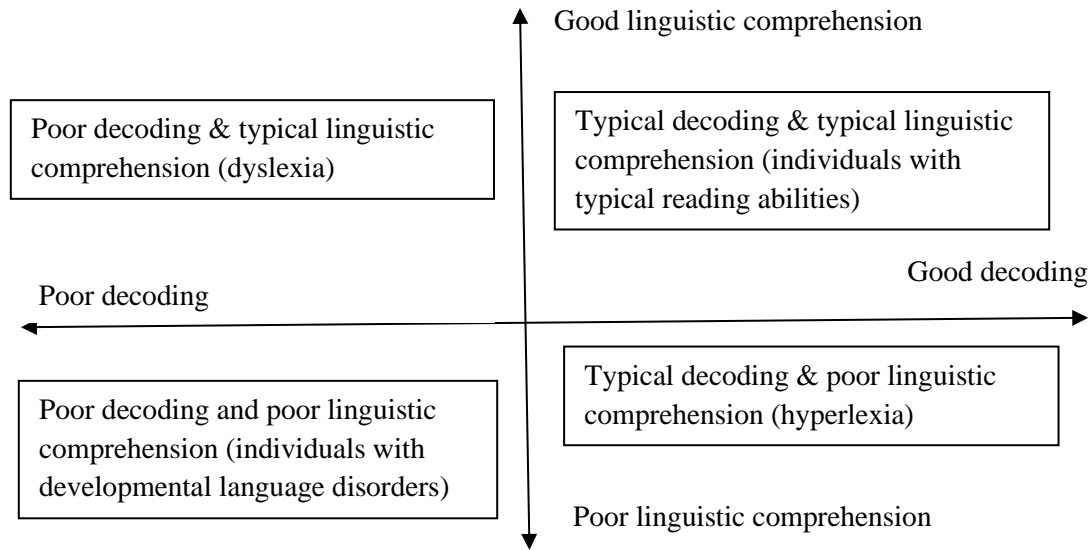 Good linguistic comprehension
Poor decoding & typical linguistic
comprehension (dyslexia)
Typical decoding & typical linguistic
comprehension (individuals with
typical reading abilities)
Good decoding
Poor decoding
Typical decoding & poor linguistic
comprehension (hyperlexia)
Poor decoding and poor linguistic
comprehension (individuals with
developmental language disorders)
Poor linguistic comprehension